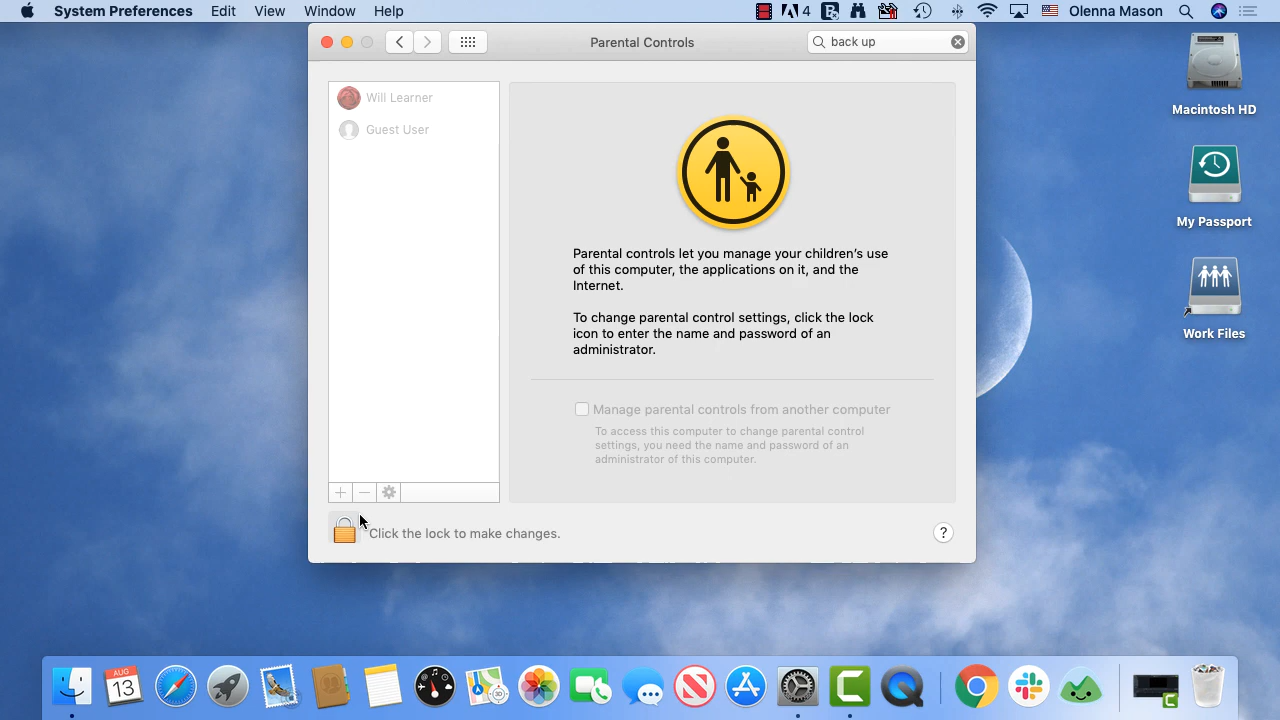 System Preferences Edit View Window Help 4 Olenna Mason
Parental Controls
back up
Will Learner
Guest User
Parental controls let you manage your children's use
of this computer, the applications on it, and the
Internet.
To change parental control settings, click the lock
icon to enter the name and password of an
administrator.
Manage parental controls from another computer
To access this computer to change parental control
settings, you need the name and password of an
administrator of this computer.
Click the lock to make changes.
?
Macintosh HD
My Passport
Work Files
AUG
13
3D